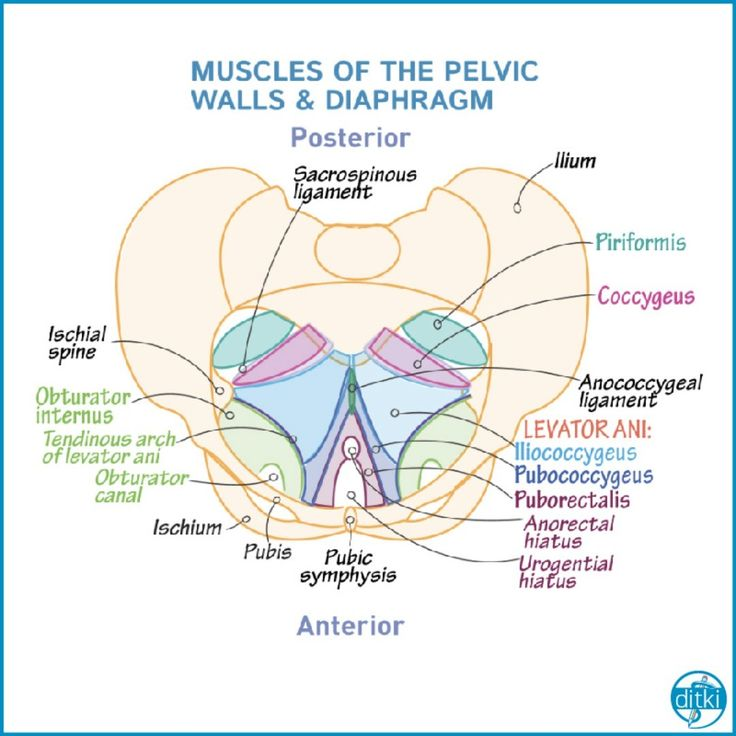 MUSCLES OF THE PELVIC
WALLS & DIAPHRAGM
Posterior
Sacrospinous
ligament
Ilium
Piriformis
Coccygeus
Ischial
spine
Anococcygeal
ligament
Obturator
internus
Tendinous arch
of levator ani
Obturator
canal
LEVATOR ANI:
Iliococcygeus
Pubococcygeus
Puborectalis
Anorectal
hiatus
Urogential
hiatus
Ischium
Pubis
Pubic
symphysis
Anterior
ditki